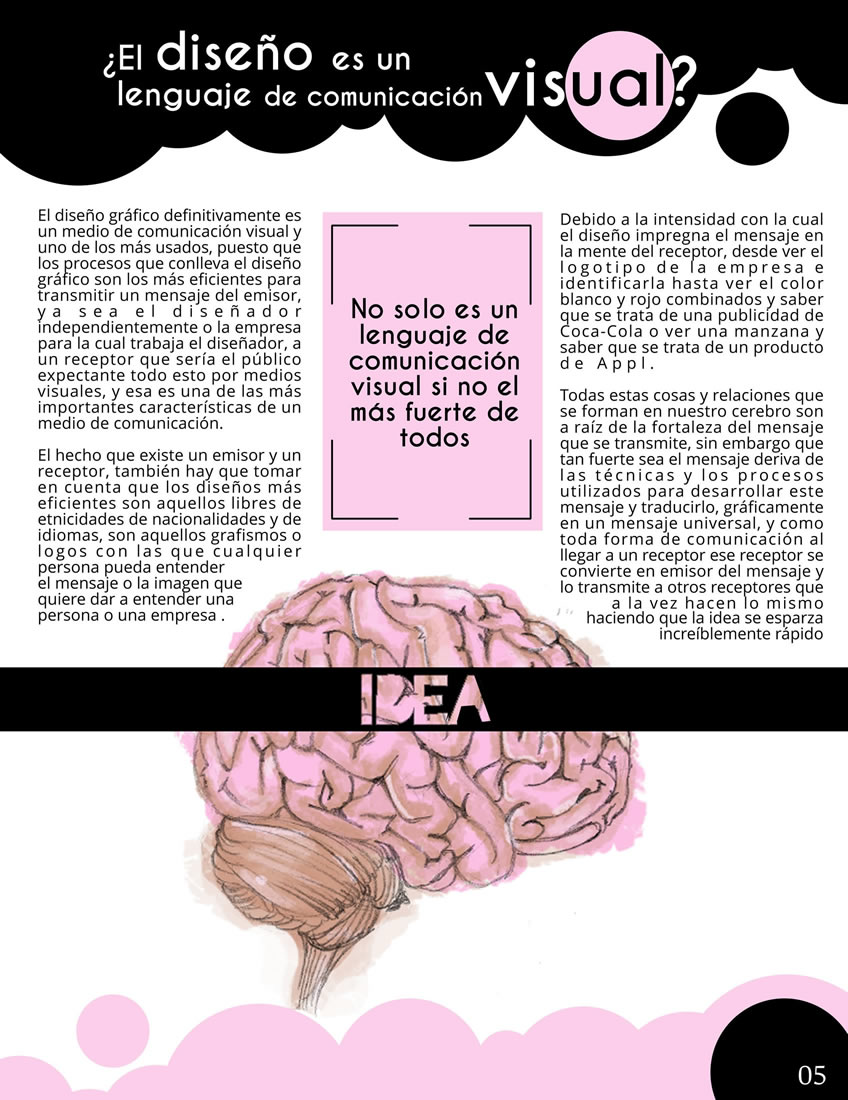 ¿El diseño es un
lenguaje de comunicación visual?
El diseño gráfico definitivamente es
un medio de comunicación visual y
uno de los más usados, puesto que
los procesos que conlleva el diseño
gráfico son los más eficientes para
transmitir un mensaje del emisor,
ya sea el diseñador
independientemente o la empresa
para la cual trabaja el diseñador, a
un receptor que sería el público
expectante todo esto por medios
visuales, y esa es una de las más
importantes características de un
medio de comunicación.
El hecho que existe un emisor y un
receptor, también hay que tomar
en cuenta que los diseños más
eficientes son aquellos libres de
etnicidades de nacionalidades y de
idiomas, son aquellos grafismos o
logos con las que cualquier
persona pueda entender
el mensaje o la imagen que
quiere dar a entender una
persona o una empresa .
No solo es un
lenguaje de
comunicación
visual si no el
más fuerte de
todos
Debido a la intensidad con la cual
el diseño impregna el mensaje en
la mente del receptor, desde ver el
logotipo de la empresa e
identificarla hasta ver el color
blanco y rojo combinados y saber
que se trata de una publicidad de
Coca-Cola o ver una manzana y
saber que se trata de un producto
de Appl.
Todas estas cosas y relaciones que
se forman en nuestro cerebro son
a raíz de la fortaleza del mensaje
que se transmite, sin embargo que
tan fuerte sea el mensaje deriva de
las técnicas y los procesos
utilizados para desarrollar este
mensaje y traducirlo, gráficamente
en un mensaje universal, y como
toda forma de comunicación al
llegar a un receptor ese receptor se
convierte en emisor del mensaje y
lo transmite a otros receptores que
a la vez hacen lo mismo
haciendo que la idea se esparza
increíblemente rápido
IDEA
05